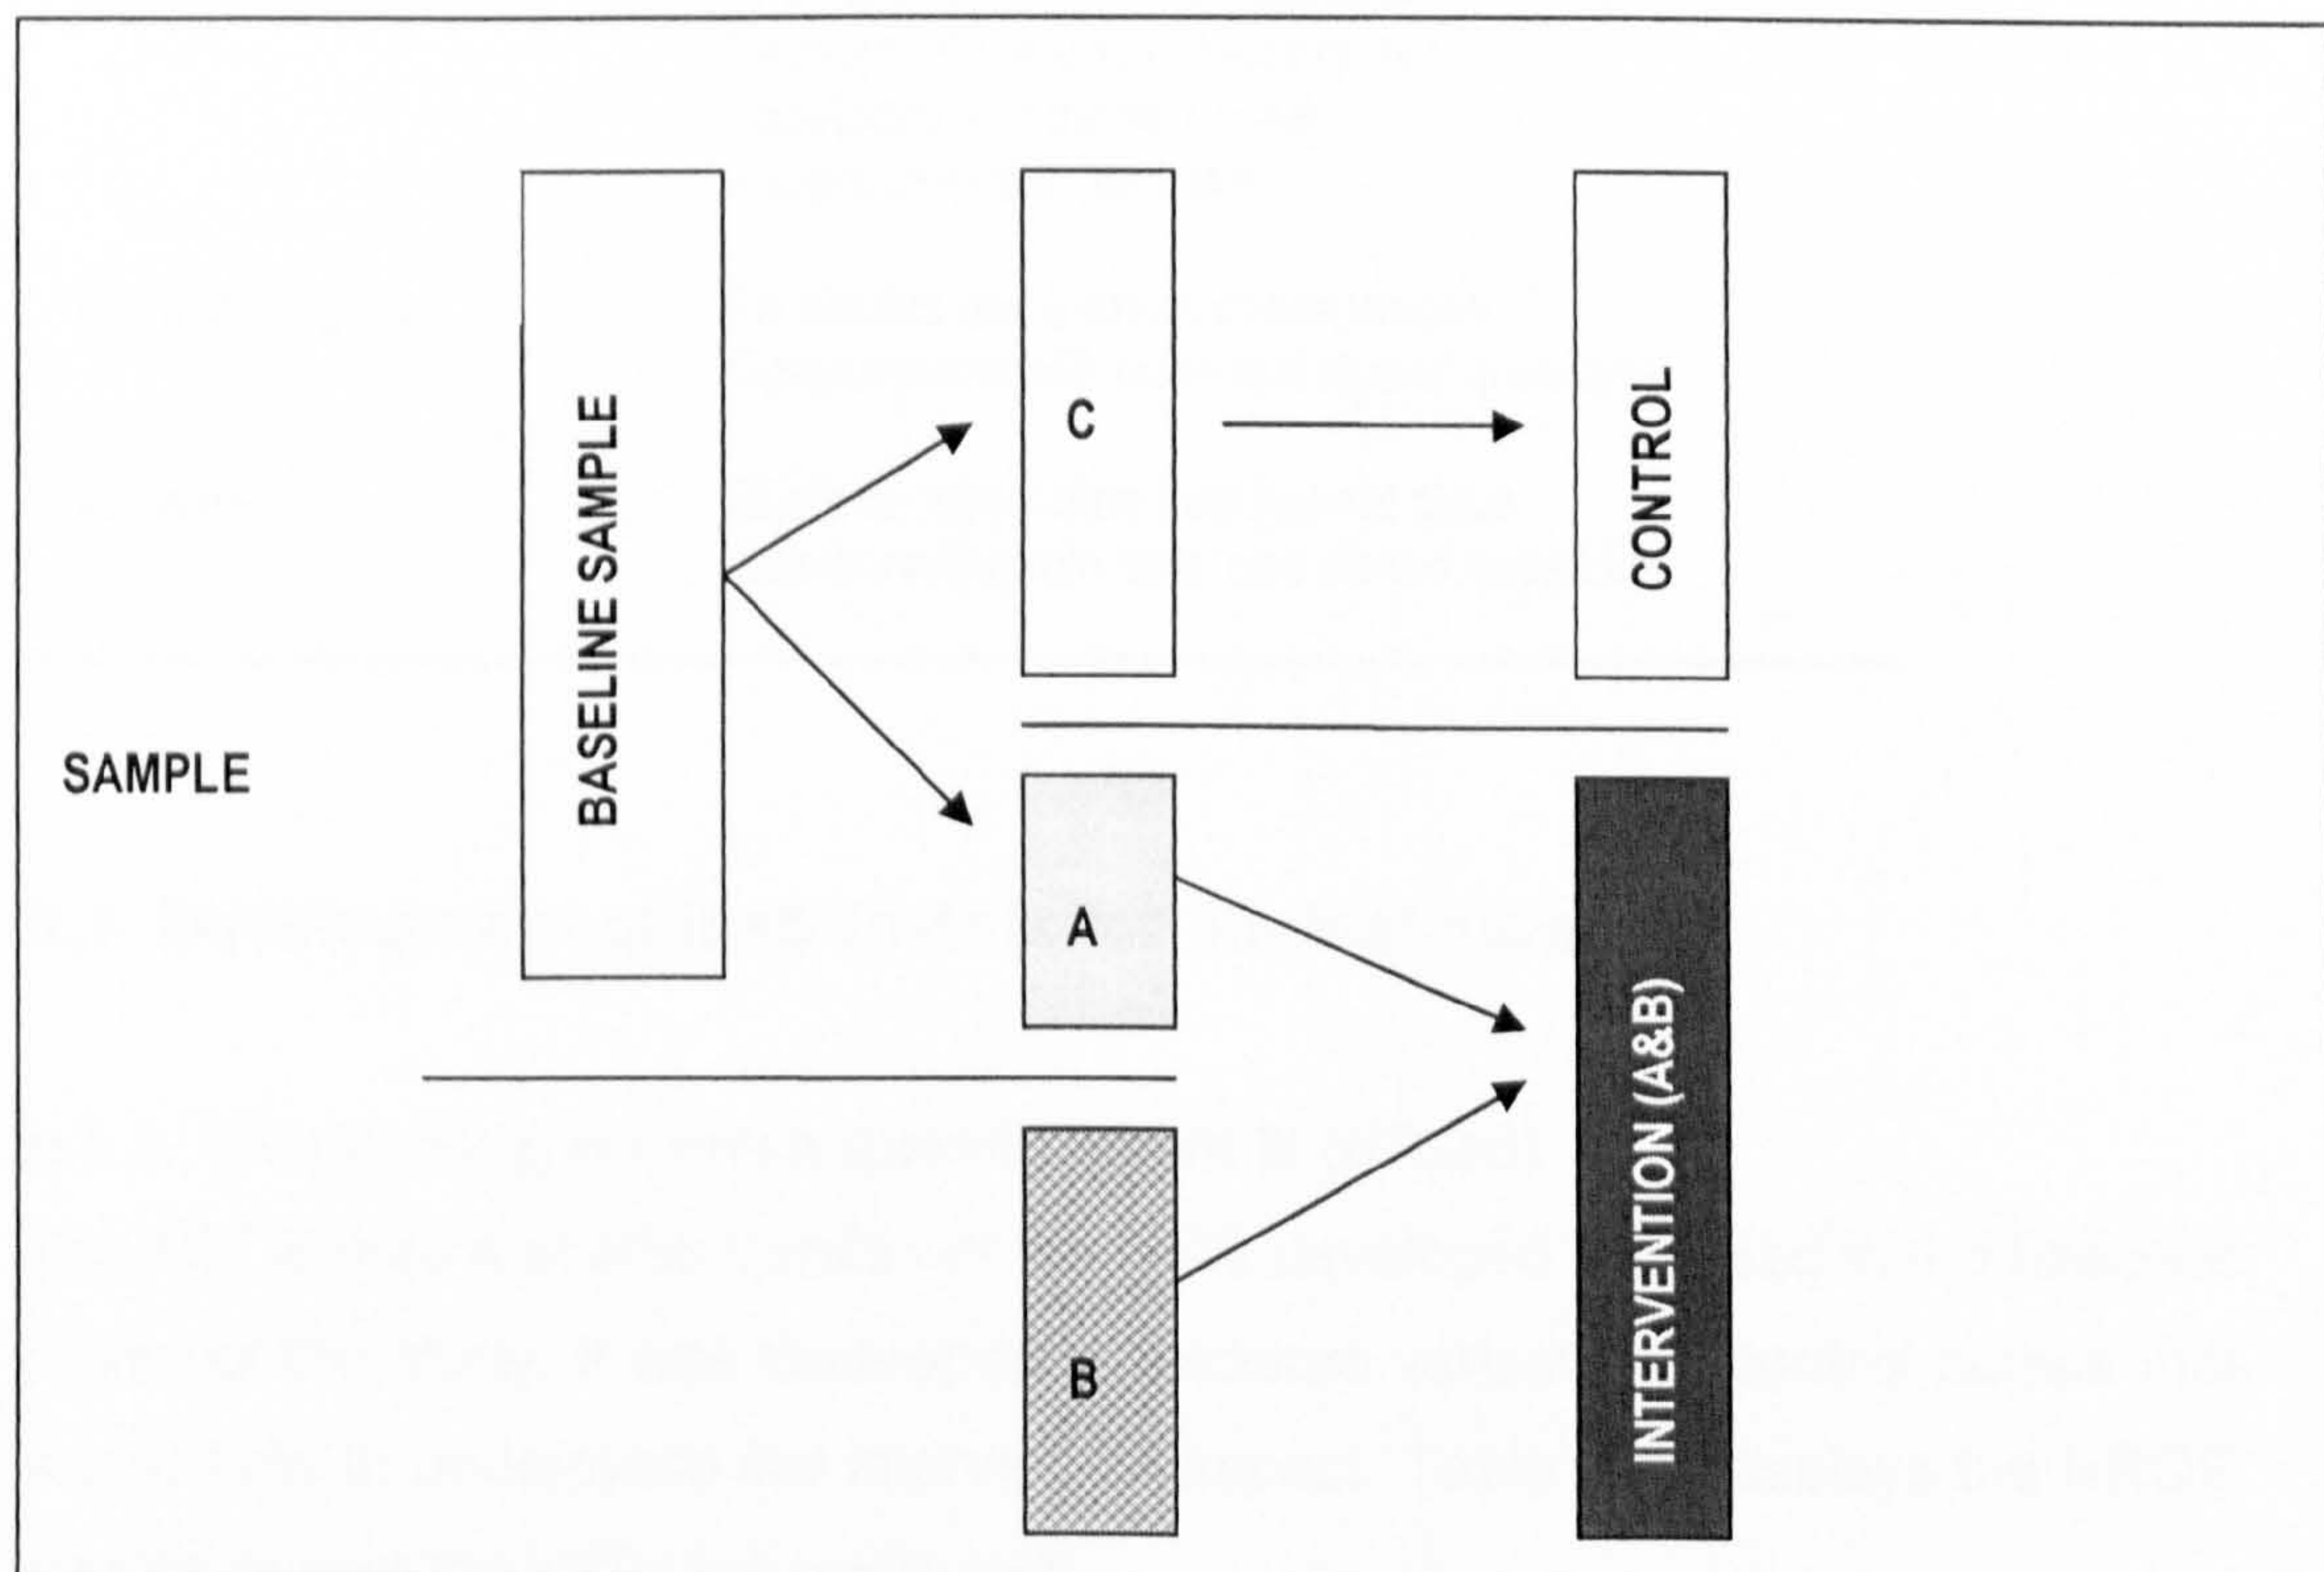 SAMPLE
BASELINE SAMPLE
C
CONTROL
A
B
INTERVENTION (A&B)